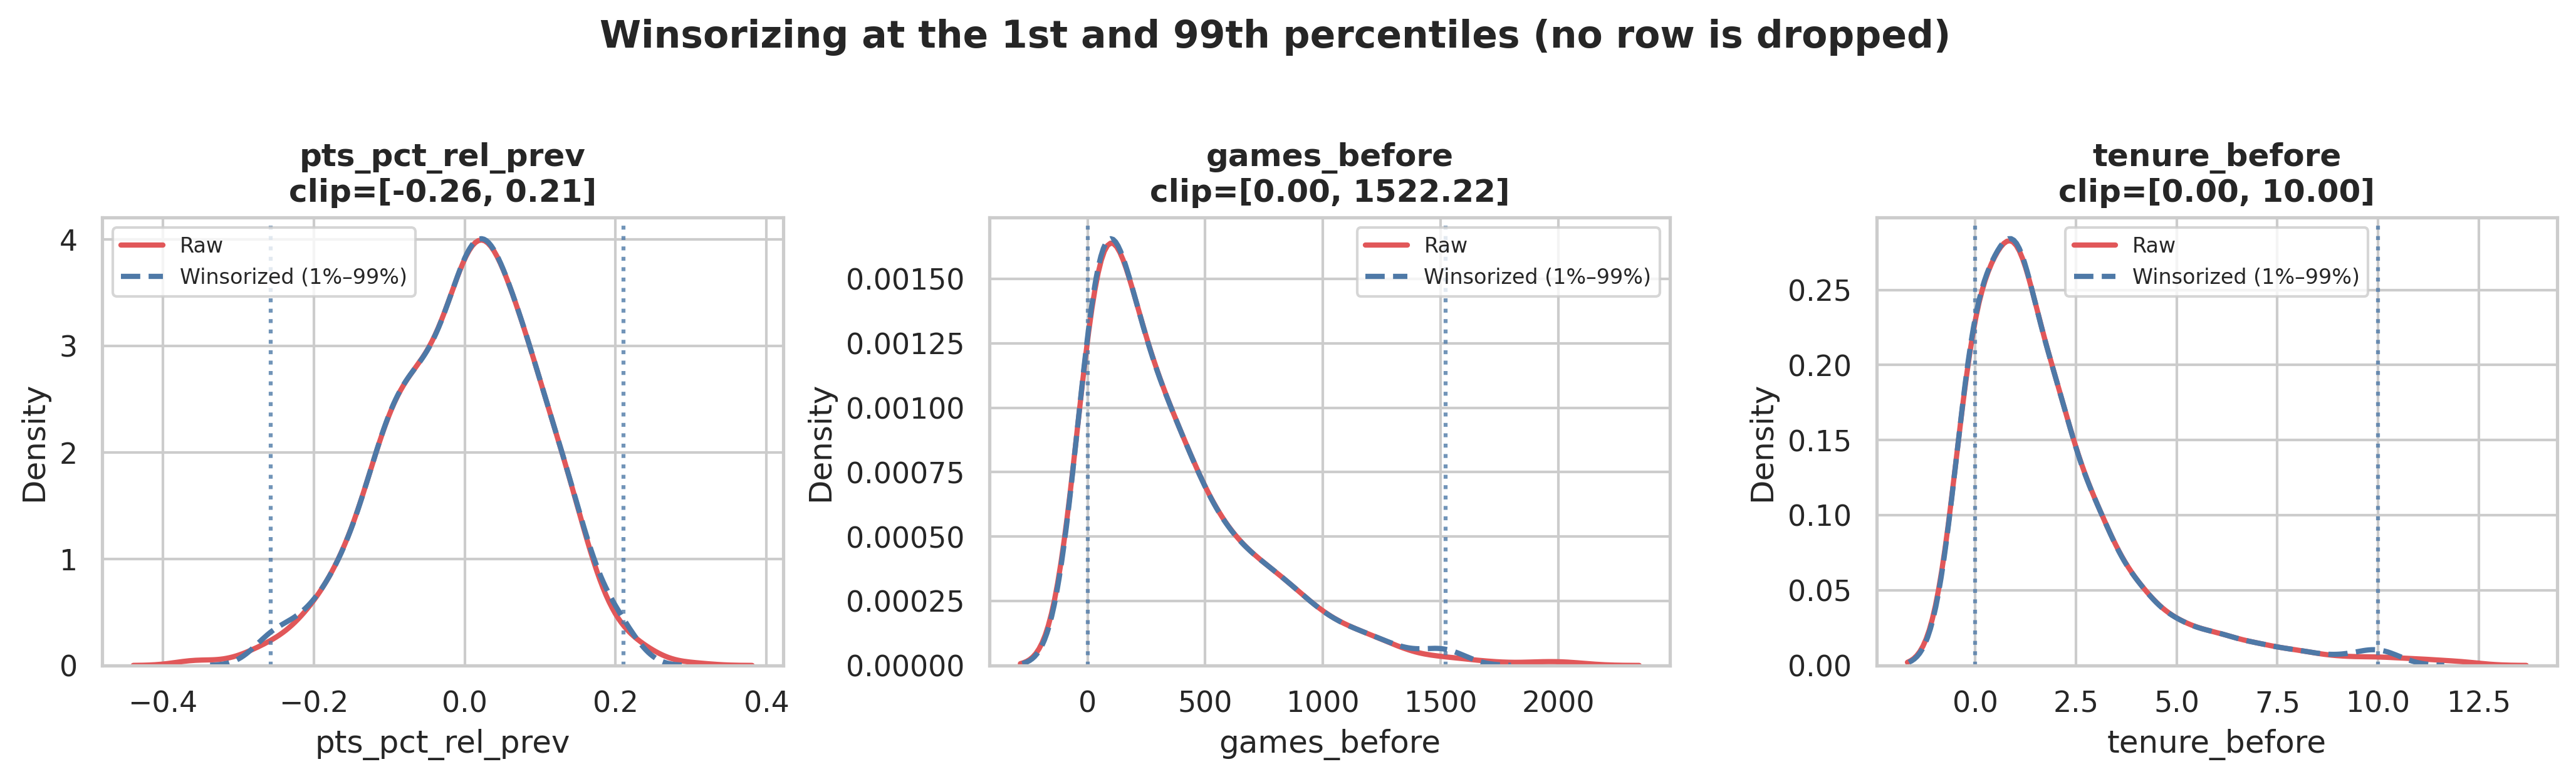 Winsorizing at the 1st and 99th percentiles (no row is dropped)
pts_pct_rel_prev
clip=[-0.26, 0.21]
Raw
Winsorized (1%–99%)
Density
4
3
2
1
0
−0.4
−0.2
0.0
0.2
0.4
pts_pct_rel_prev
games_before
clip=[0.00, 1522.22]
Raw
Winsorized (1%–99%)
Density
0.00150
0.00125
0.00100
0.00075
0.00050
0.00025
0.00000
0
500
1000
1500
2000
games_before
tenure_before
clip=[0.00, 10.00]
Raw
Winsorized (1%–99%)
Density
0.25
0.20
0.15
0.10
0.05
0.00
0.0
2.5
5.0
7.5
10.0
12.5
tenure_before